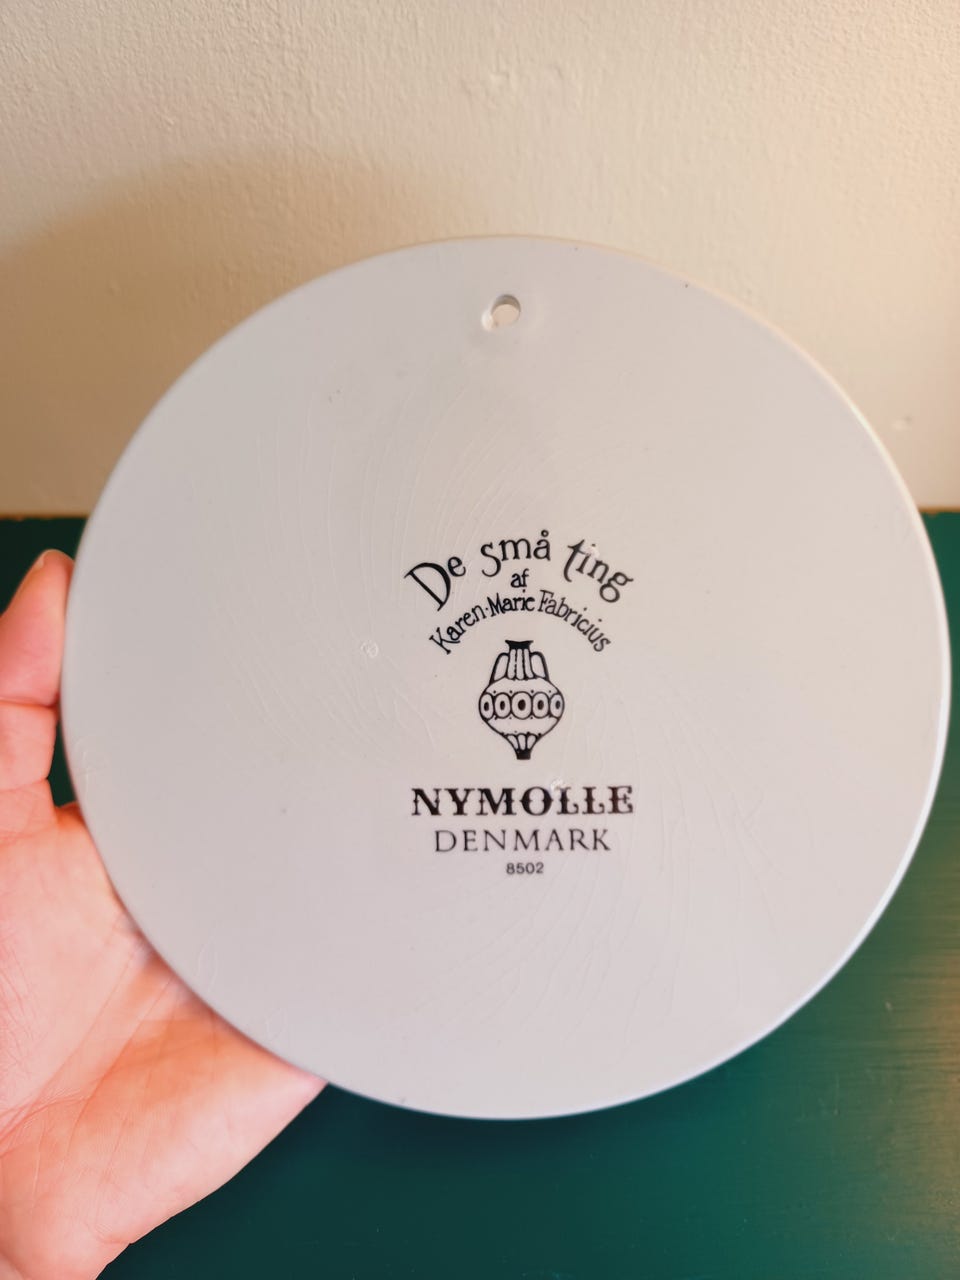 De små ting
af
Karen-Marie Fabricius
NYMOLLE
DENMARK
8502